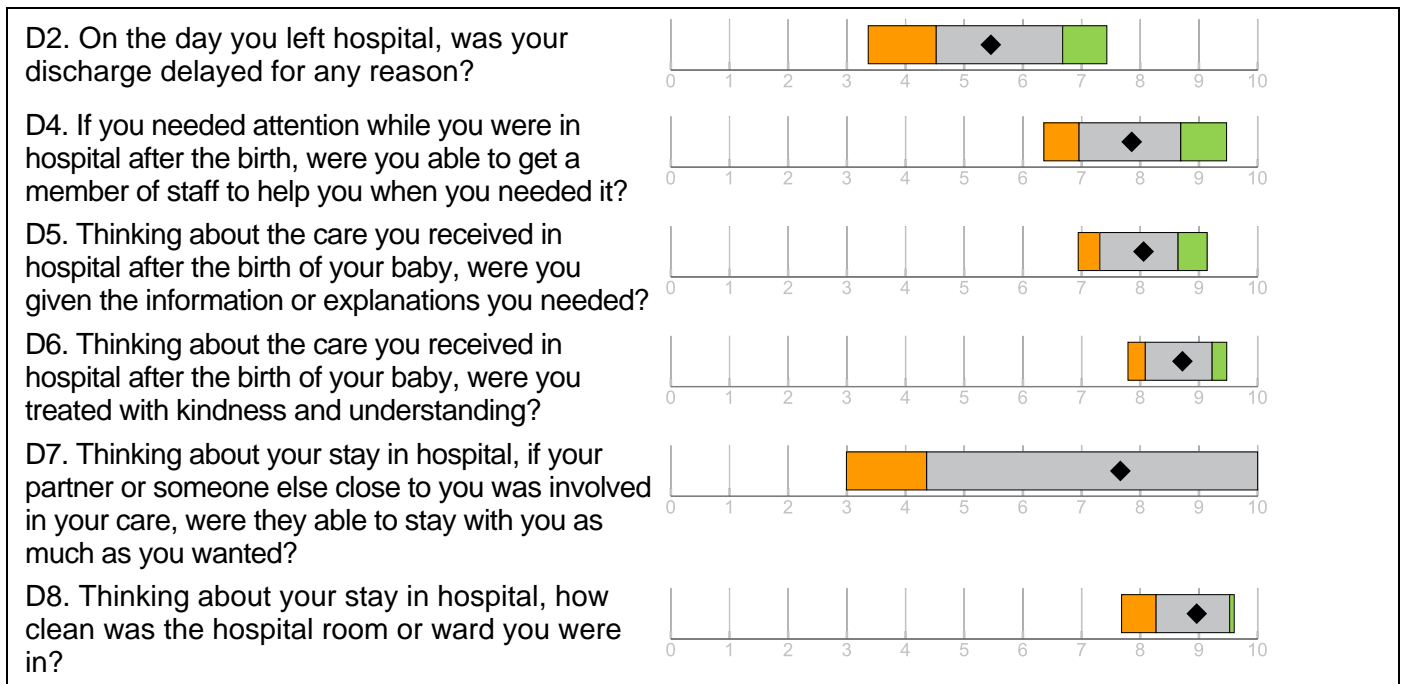 D2. On the day you left hospital, was your
discharge delayed for any reason?
0 1 2 3 4 5 6 7 8 9 10
D4. If you needed attention while you were in
hospital after the birth, were you able to get a
member of staff to help you when you needed it?
0 1 2 3 4 5 6 7 8 9 10
D5. Thinking about the care you received in
hospital after the birth of your baby, were you
given the information or explanations you needed?
0 1 2 3 4 5 6 7 8 9 10
D6. Thinking about the care you received in
hospital after the birth of your baby, were you
treated with kindness and understanding?
0 1 2 3 4 5 6 7 8 9 10
D7. Thinking about your stay in hospital, if your
partner or someone else close to you was involved
in your care, were they able to stay with you as
much as you wanted?
0 1 2 3 4 5 6 7 8 9 10
D8. Thinking about your stay in hospital, how
clean was the hospital room or ward you were
in?
0 1 2 3 4 5 6 7 8 9 10